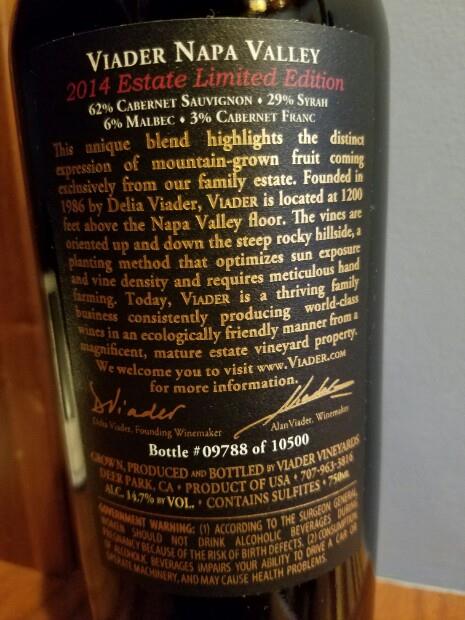 VIADER NAPA VALLEY
2014 Estate Limited Edition
62% CABERNET SAUVIGNON • 29% SYRAH
6% MALBEC • 3% CABERNET FRANC
This unique blend highlights the distinct
expression of mountain-grown fruit coming
exclusively from our family estate. Founded in
1986 by Delia Viader, VIADER is located at 1200
feet above the Napa Valley floor. The vines are
oriented up and down the steep rocky hillside, a
planting method that optimizes sun exposure
and vine density and requires meticulous hand
farming. Today, VIADER is a thriving family
business consistently producing world-class
wines in an ecologically friendly manner from a
magnificent, mature estate vineyard property.
We welcome you to visit www.VIADER.com
for more information.
DViader
Delia Viader, Founding Winemaker
AlanViader, Winemaker
Bottle #09788 of 10500
GROWN, PRODUCED AND BOTTLED BY VIADER VINEYARDS
DEER PARK, CA • PRODUCT OF USA • 707-963-3816
ALC. 14.7% BY VOL. • CONTAINS SULFITES • 750ML
GOVERNMENT WARNING: (1) ACCORDING TO THE SURGEON GENERAL,
WOMEN SHOULD NOT DRINK ALCOHOLIC BEVERAGES DURING
PREGNANCY BECAUSE OF THE RISK OF BIRTH DEFECTS. (2) CONSUMPTION
OF ALCOHOLIC BEVERAGES IMPAIRS YOUR ABILITY TO DRIVE A CAR OR
OPERATE MACHINERY, AND MAY CAUSE HEALTH PROBLEMS.